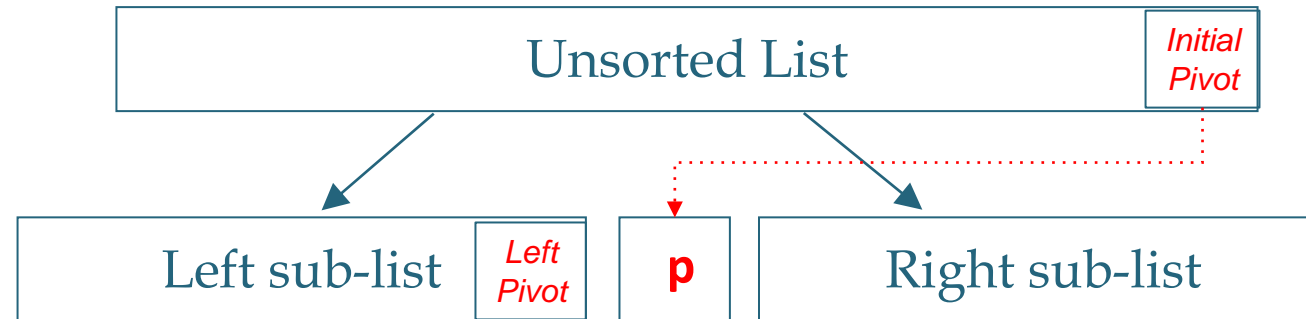 Unsorted List
Initial
Pivot
Left sub-list
Left
Pivot
p
Right sub-list